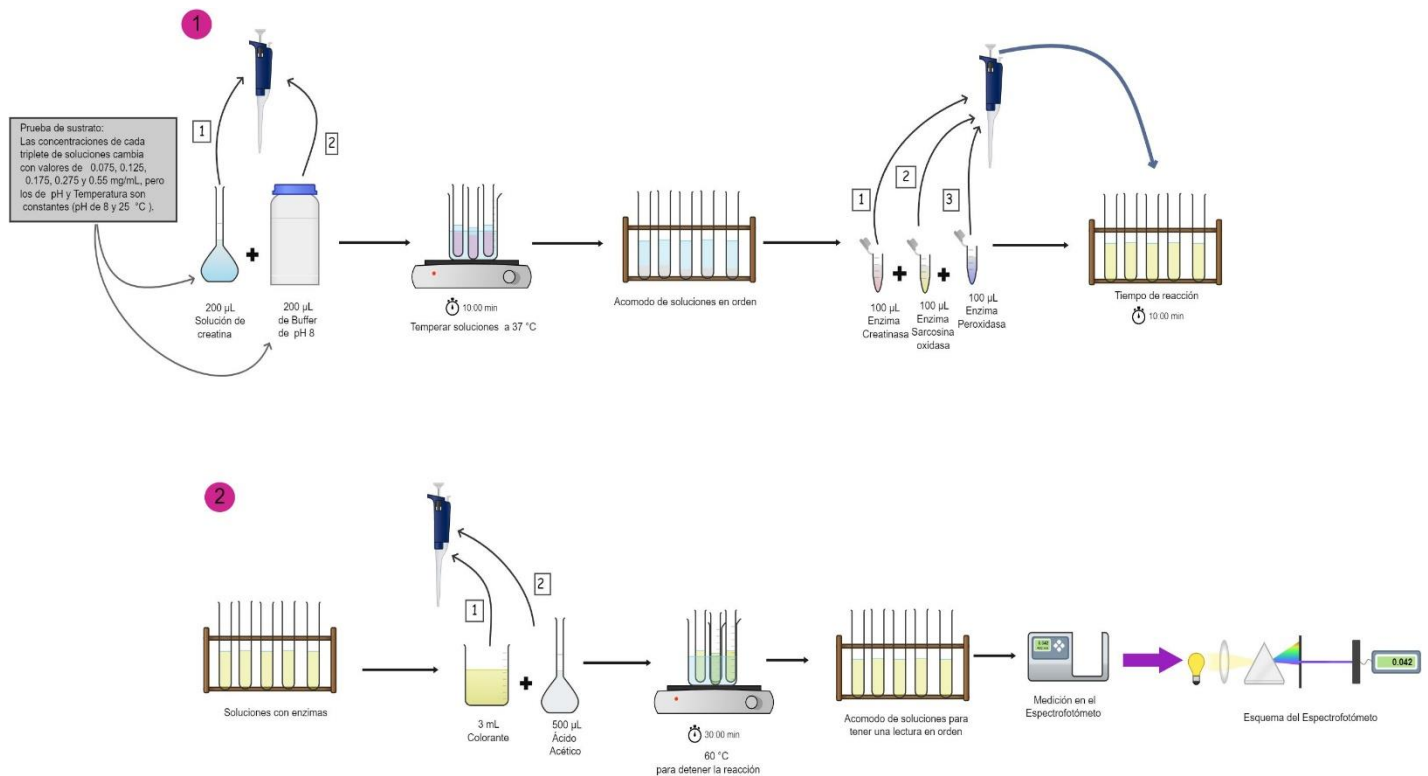 1
Prueba de sustrato:
Las concentraciones de cada
triplete de soluciones cambia
con valores de 0.075, 0.125,
0.175, 0.275 y 0.55 mg/mL, pero
los de pH y Temperatura son
constantes (pH de 8 y 25 °C ).
1
2
200 µL
Solución de
creatina
200 µL
de Buffer
de pH 8
10:00 min
Temperar soluciones a 37 °C
Acomodo de soluciones en orden
1
2
3
100 µL
Enzima
Creatinasa
100 µL
Enzima
Sarcosina
oxidasa
100 µL
Enzima
Peroxidasa
Tiempo de reacción
10:00 min
2
Soluciones con enzimas
1
2
3 mL
Colorante
500 µL
Ácido
Acético
30:00 min
60 °C
para detener la reacción
Acomodo de soluciones para
tener una lectura en orden
Medición en el
Espectrofotómeto
0.042
Esquema del Espectrofotómeto